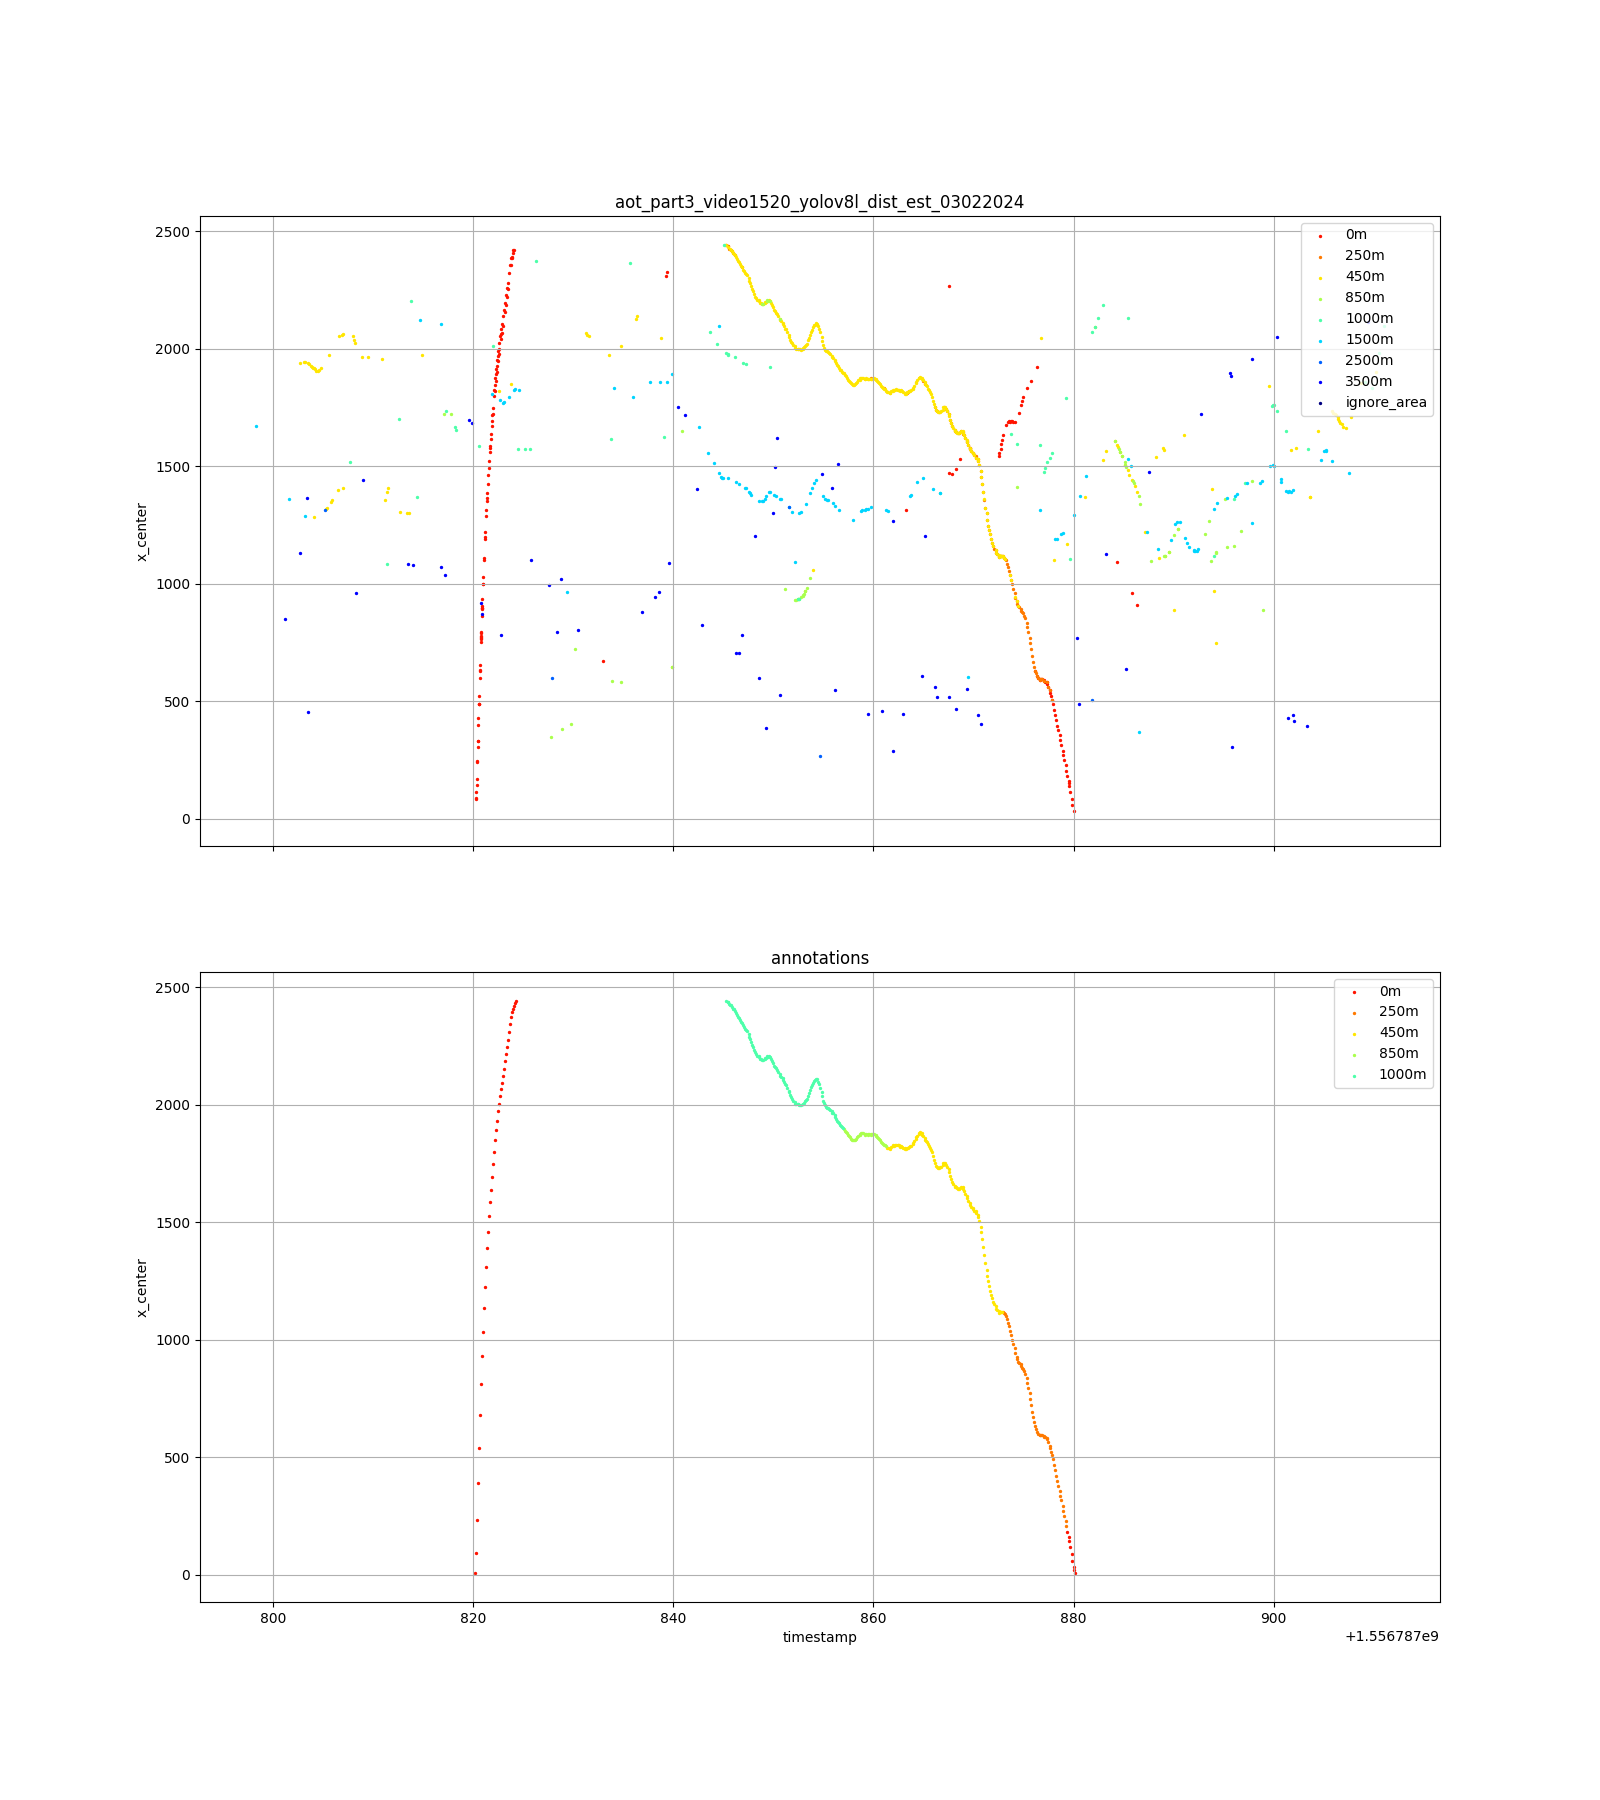 aot_part3_video1520_yolov8l_dist_est_03022024
2500
2000
1500
1000
500
0
x_center
0m
250m
450m
850m
1000m
1500m
2500m
3500m
ignore_area
annotations
2500
2000
1500
1000
500
0
x_center
0m
250m
450m
850m
1000m
800 820 840 860 880 900
timestamp
+1.556787e9